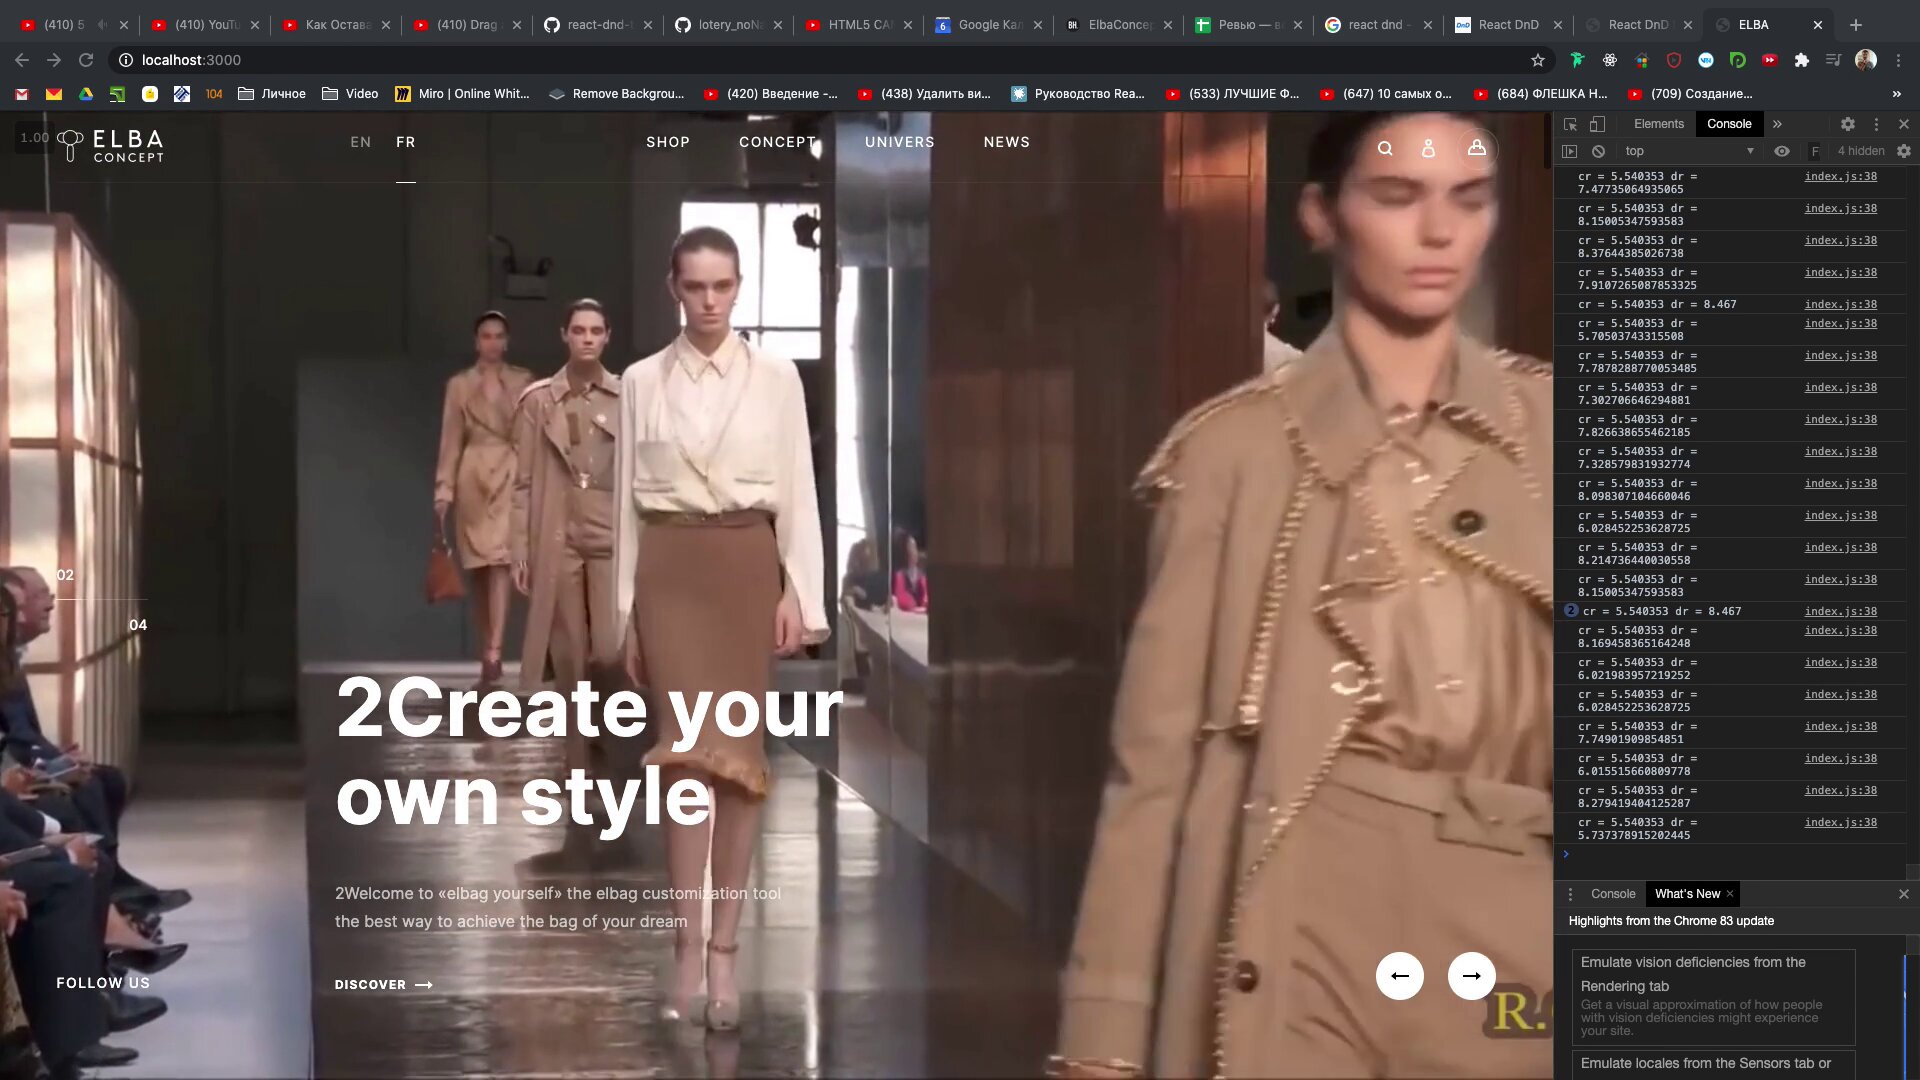 (410) 5
(410) YouTu
Как Остава
(410) Drag
react-dnd-
lotery_noNa
HTML5 CAN
Google Кал
ElbaConcep
Ревью — в
react dnd -
React DnD
React DnD
ELBA
localhost:3000
104
Личное
Video
Miro | Online Whit...
Remove Backgrou...
(420) Введение -...
(438) Удалить ви...
Руководство Rea...
(533) ЛУЧШИЕ Ф...
(647) 10 самых о...
(684) ФЛЕШКА Н...
(709) Создание...
»
1.00
ELBA
CONCEPT
EN FR
SHOP CONCEPT UNIVERS NEWS
02
04
2Create your
own style
2Welcome to «elbag yourself» the elbag customization tool
the best way to achieve the bag of your dream
DISCOVER
FOLLOW US
R.
Elements Console »
top F 4 hidden
cr = 5.540353 dr = index.js:38
7.47735064935065
cr = 5.540353 dr = index.js:38
8.15005347593583
cr = 5.540353 dr = index.js:38
8.37644385026738
cr = 5.540353 dr = index.js:38
7.9107265087853325
cr = 5.540353 dr = 8.467 index.js:38
cr = 5.540353 dr = index.js:38
5.70503743315508
cr = 5.540353 dr = index.js:38
7.7878288770053485
cr = 5.540353 dr = index.js:38
7.302706646294881
cr = 5.540353 dr = index.js:38
7.826638655462185
cr = 5.540353 dr = index.js:38
7.328579831932774
cr = 5.540353 dr = index.js:38
8.098307104660046
cr = 5.540353 dr = index.js:38
6.028452253628725
cr = 5.540353 dr = index.js:38
8.214736440030558
cr = 5.540353 dr = index.js:38
8.15005347593583
2 cr = 5.540353 dr = 8.467 index.js:38
cr = 5.540353 dr = index.js:38
8.169458365164248
cr = 5.540353 dr = index.js:38
6.021983957219252
cr = 5.540353 dr = index.js:38
6.028452253628725
cr = 5.540353 dr = index.js:38
7.74901909854851
cr = 5.540353 dr = index.js:38
6.015515660809778
cr = 5.540353 dr = index.js:38
8.279419404125287
cr = 5.540353 dr = index.js:38
5.737378915202445
Console What's New
Highlights from the Chrome 83 update
Emulate vision deficiencies from the
Rendering tab
Get a visual approximation of how people
with vision deficiencies might experience
your site.
Emulate locales from the Sensors tab or